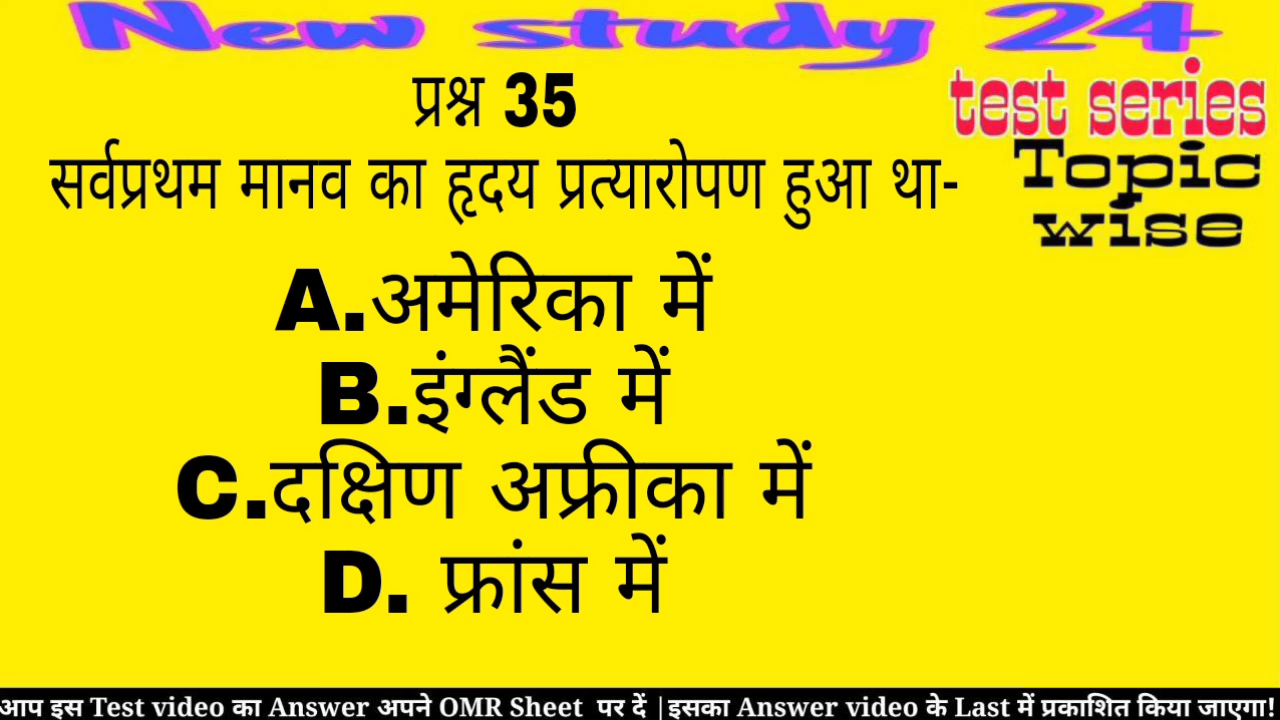 New study 24
test series
Topic
wise
प्रश्न 35
सर्वप्रथम मानव का हृदय प्रत्यारोपण हुआ था-
A.अमेरिका में
B.इंग्लैंड में
C.दक्षिण अफ्रीका में
D. फ्रांस में
आप इस Test video का Answer अपने OMR Sheet पर दें |इसका Answer video के Last में प्रकाशित किया जाएगा!